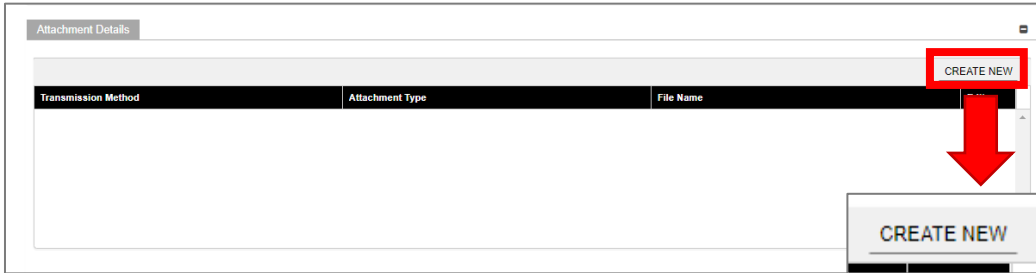 Attachment Details
CREATE NEW
Transmission Method Attachment Type File Name
CREATE NEW